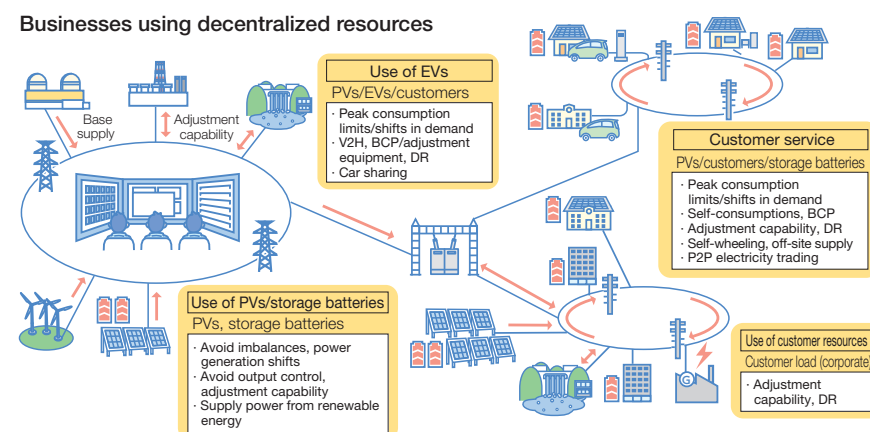 Businesses using decentralized resources
Base
supply
Adjustment
capability
Use of EVs
PVs/EVs/customers
· Peak consumption
limits/shifts in demand
· V2H, BCP/adjustment
equipment, DR
· Car sharing
Customer service
PVs/customers/storage batteries
· Peak consumption
limits/shifts in demand
· Self-consumptions, BCP
· Adjustment capability, DR
· Self-wheeling, off-site supply
· P2P electricity trading
Use of PVs/storage batteries
PVs, storage batteries
· Avoid imbalances, power
generation shifts
· Avoid output control,
adjustment capability
· Supply power from renewable
energy
Use of customer resources
Customer load (corporate)
· Adjustment
capability, DR
G